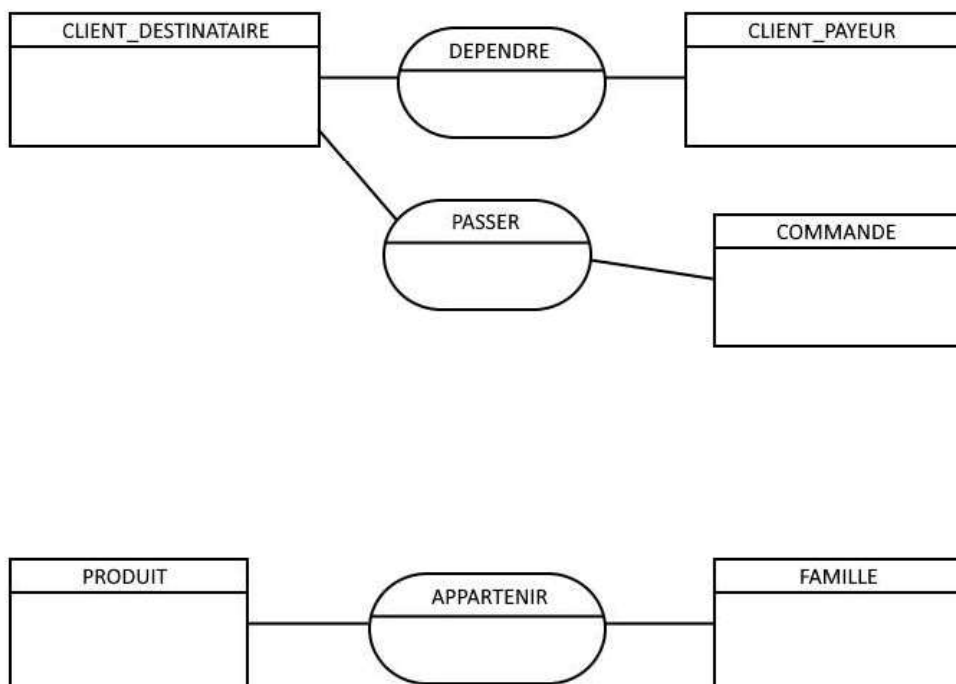 CLIENT_DESTINATAIRE
DEPENDRE
CLIENT_PAYEUR
PASSER
COMMANDE
PRODUIT
APPARTENIR
FAMILLE